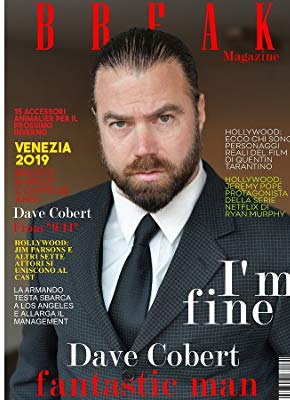 BREAK
Magazine
15 ACCESSORI
ANIMALIER PER IL
PROSSIMO
INVERNO
VENEZIA
2019
Dave Cobert
From "9-1-1"
HOLLYWOOD:
JIM PARSONS E
ALTRI SETTE
ATTORI SI
UNISCONO AL
CAST
LA ARMANDO
TESTA SBARCA
A LOS ANGELES
E ALLARGA IL
MANAGEMENT
HOLLYWOOD:
ECCO CHI SONO
PERSONAGGI
REALI DEL FILM
DI QUENTIN
TARANTINO
HOLLYWOOD:
JEREMY POPE
PROTAGONISTA
DELLA SERIE
NETFLIX DI
RYAN MURPHY
I'm
fine
Dave Cobert
fantastic man